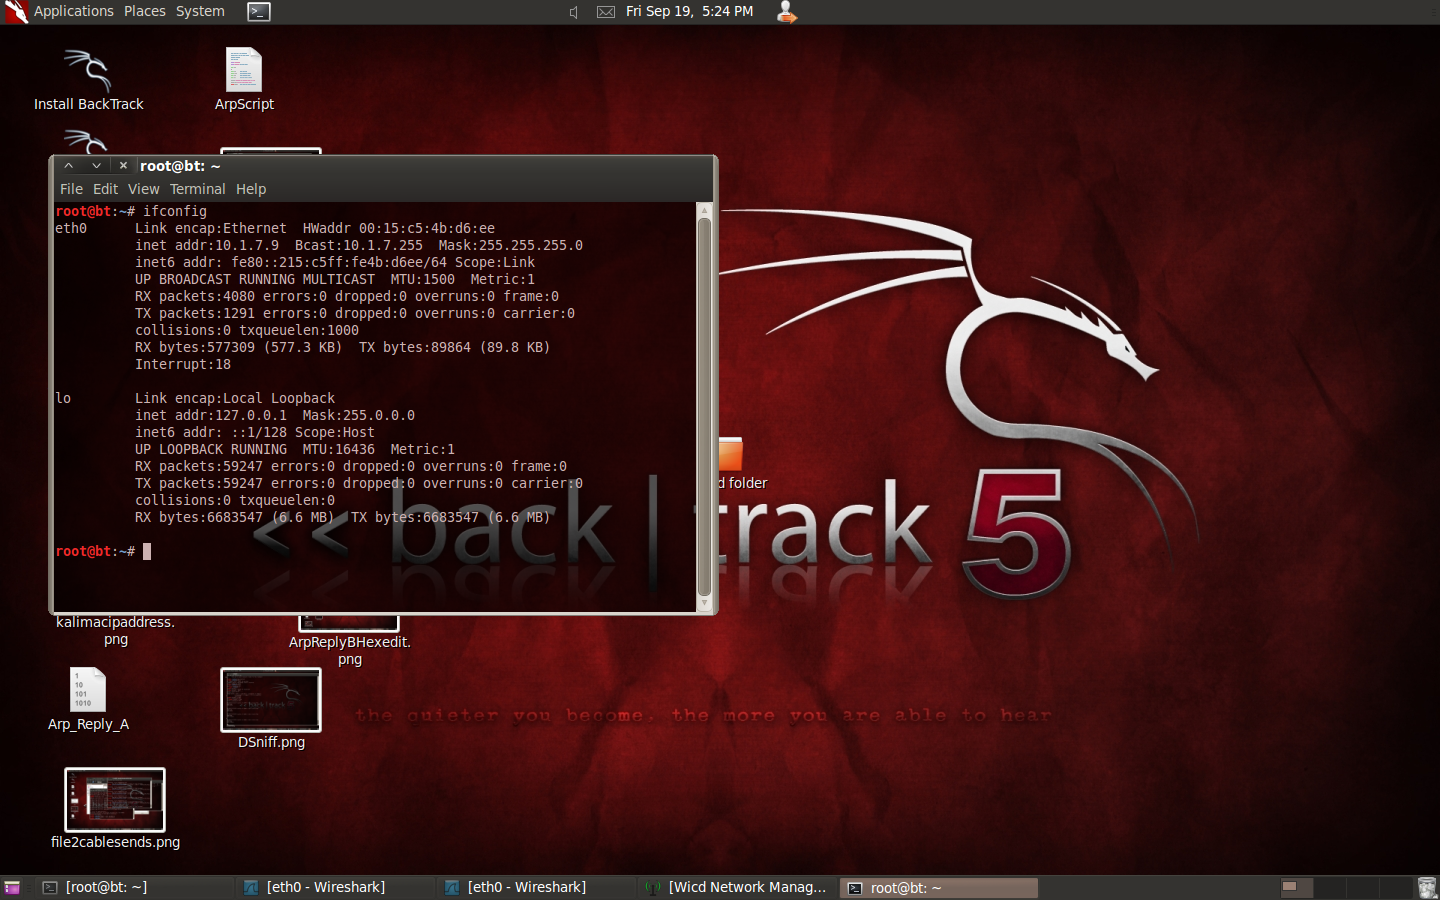 Applications Places System
Fri Sep 19, 5:24 PM
Install BackTrack
ArpScript
root@bt: ~
File Edit View Terminal Help
root@bt:~# ifconfig
eth0 Link encap:Ethernet HWaddr 00:15:c5:4b:d6:ee
inet addr:10.1.7.9 Bcast:10.1.7.255 Mask:255.255.255.0
inet6 addr: fe80::215:c5ff:fe4b:d6ee/64 Scope:Link
UP BROADCAST RUNNING MULTICAST MTU:1500 Metric:1
RX packets:4080 errors:0 dropped:0 overruns:0 frame:0
TX packets:1291 errors:0 dropped:0 overruns:0 carrier:0
collisions:0 txqueuelen:1000
RX bytes:577309 (577.3 KB) TX bytes:89864 (89.8 KB)
Interrupt:18
lo Link encap:Local Loopback
inet addr:127.0.0.1 Mask:255.0.0.0
inet6 addr: ::1/128 Scope:Host
UP LOOPBACK RUNNING MTU:16436 Metric:1
RX packets:59247 errors:0 dropped:0 overruns:0 frame:0
TX packets:59247 errors:0 dropped:0 overruns:0 carrier:0
collisions:0 txqueuelen:0
RX bytes:6683547 (6.6 MB) TX bytes:6683547 (6.6 MB)
root@bt:~#
d folder
<< back | track 5
kalimacipaddress.
png
ArpReplyBHexedit.
png
1
10
101
1010
Arp_Reply_A
DSniff.png
the quieter you become, the more you are able to hear
file2cablesends.png
[root@bt: ~] [eth0 - Wireshark] [eth0 - Wireshark] [Wicd Network Manag... root@bt: ~